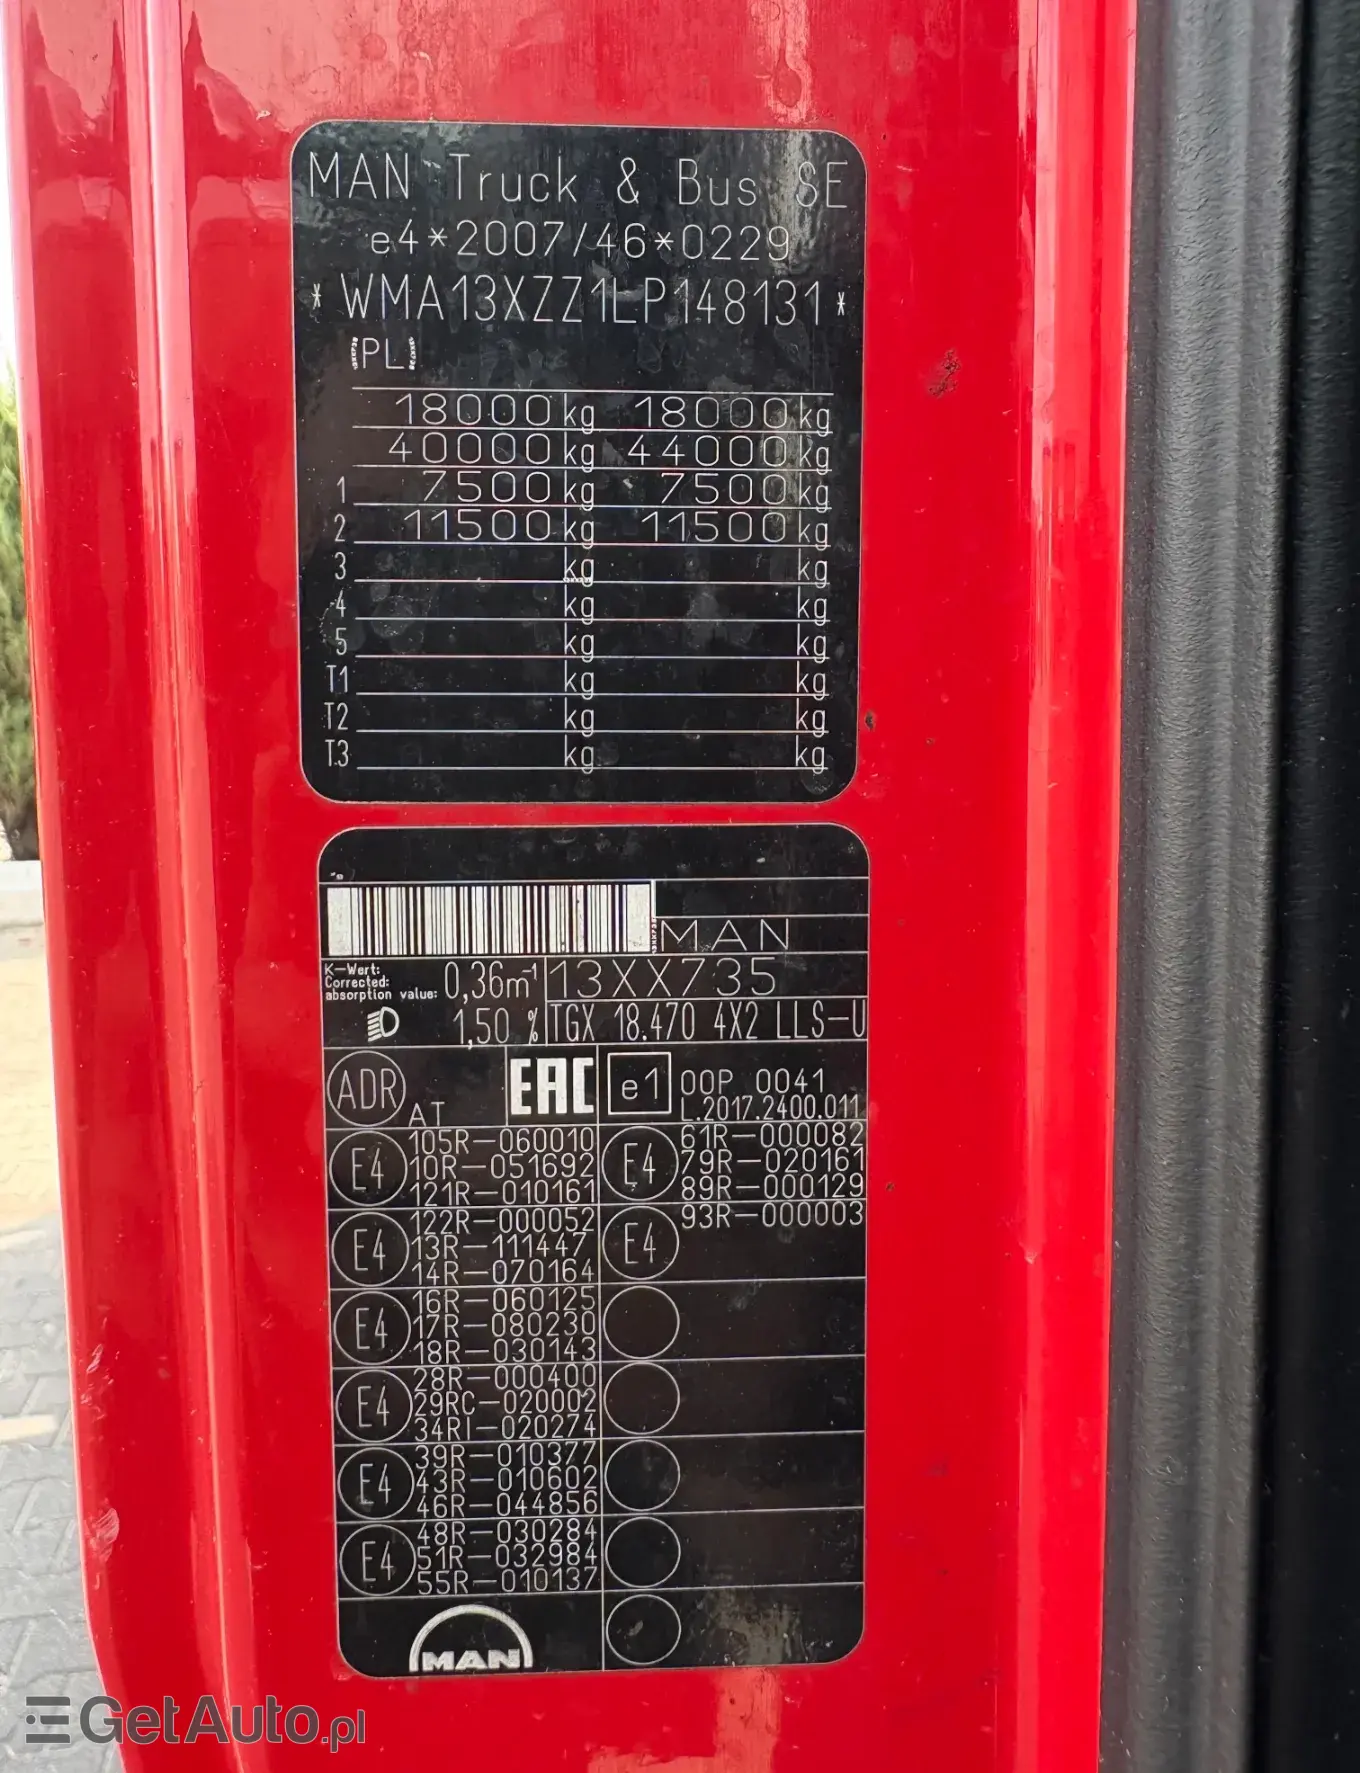 MAN Truck & Bus SE
e4*2007/46*0229
* WMA13XZZ1LP148131 *
PL
18000 kg 18000 kg
40000 kg 44000 kg
1 7500 kg 7500 kg
2 11500 kg 11500 kg
3 kg kg
4 kg kg
5 kg kg
T1 kg kg
T2 kg kg
T3 kg kg
MAN
K-Wert:
Corrected:
absorption value: 0,36m⁻¹ 13XX735
1,50 % TGX 18.470 4X2 LLS-U
ADR AT EAC e1 00P 0041
L.2017.2400.011
E4 105R-060010
10R-051692
121R-010161
E4 61R-000082
79R-020161
89R-000129
E4 122R-000052
13R-111447
14R-070164
E4 93R-000003
E4 16R-060125
17R-080230
18R-030143
E4 28R-000400
29RC-020002
34RI-020274
E4 39R-010377
43R-010602
46R-044856
E4 48R-030284
51R-032984
55R-010137
MAN
GetAuto.pl